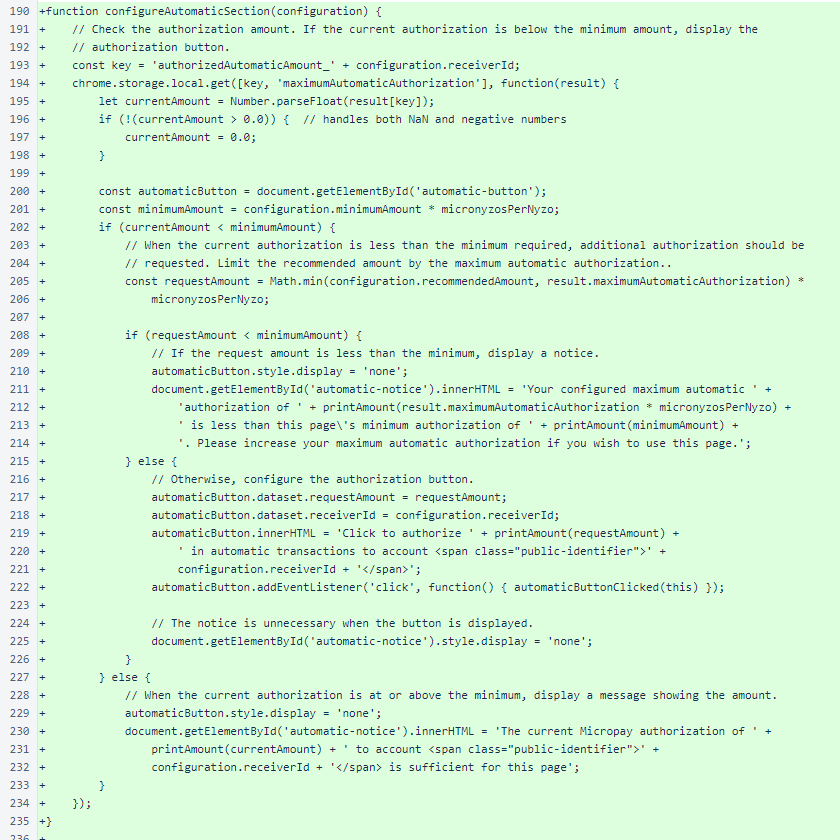 190 +function configureAutomaticSection(configuration) {
191 +    // Check the authorization amount. If the current authorization is below the minimum amount, display the
192 +    // authorization button.
193 +    const key = 'authorizedAutomaticAmount_' + configuration.receiverId;
194 +    chrome.storage.local.get([key, 'maximumAutomaticAuthorization'], function(result) {
195 +        let currentAmount = Number.parseFloat(result[key]);
196 +        if (!(currentAmount > 0.0)) {  // handles both NaN and negative numbers
197 +            currentAmount = 0.0;
198 +        }
199 +
200 +        const automaticButton = document.getElementById('automatic-button');
201 +        const minimumAmount = configuration.minimumAmount * micronyzosPerNyzo;
202 +        if (currentAmount < minimumAmount) {
203 +            // When the current authorization is less than the minimum required, additional authorization should be
204 +            // requested. Limit the recommended amount by the maximum automatic authorization..
205 +            const requestAmount = Math.min(configuration.recommendedAmount, result.maximumAutomaticAuthorization) *
206 +                micronyzosPerNyzo;
207 +
208 +            if (requestAmount < minimumAmount) {
209 +                // If the request amount is less than the minimum, display a notice.
210 +                automaticButton.style.display = 'none';
211 +                document.getElementById('automatic-notice').innerHTML = 'Your configured maximum automatic ' +
212 +                    'authorization of ' + printAmount(result.maximumAutomaticAuthorization * micronyzosPerNyzo) +
213 +                    ' is less than this page\'s minimum authorization of ' + printAmount(minimumAmount) +
214 +                    '. Please increase your maximum automatic authorization if you wish to use this page.';
215 +            } else {
216 +                // Otherwise, configure the authorization button.
217 +                automaticButton.dataset.requestAmount = requestAmount;
218 +                automaticButton.dataset.receiverId = configuration.receiverId;
219 +                automaticButton.innerHTML = 'Click to authorize ' + printAmount(requestAmount) +
220 +                    ' in automatic transactions to account <span class="public-identifier">' +
221 +                    configuration.receiverId + '</span>';
222 +                automaticButton.addEventListener('click', function() { automaticButtonClicked(this) });
223 +
224 +                // The notice is unnecessary when the button is displayed.
225 +                document.getElementById('automatic-notice').style.display = 'none';
226 +            }
227 +        } else {
228 +            // When the current authorization is at or above the minimum, display a message showing the amount.
229 +            automaticButton.style.display = 'none';
230 +            document.getElementById('automatic-notice').innerHTML = 'The current Micropay authorization of ' +
231 +                printAmount(currentAmount) + ' to account <span class="public-identifier">' +
232 +                configuration.receiverId + '</span> is sufficient for this page';
233 +        }
234 +    });
235 +}
236 +